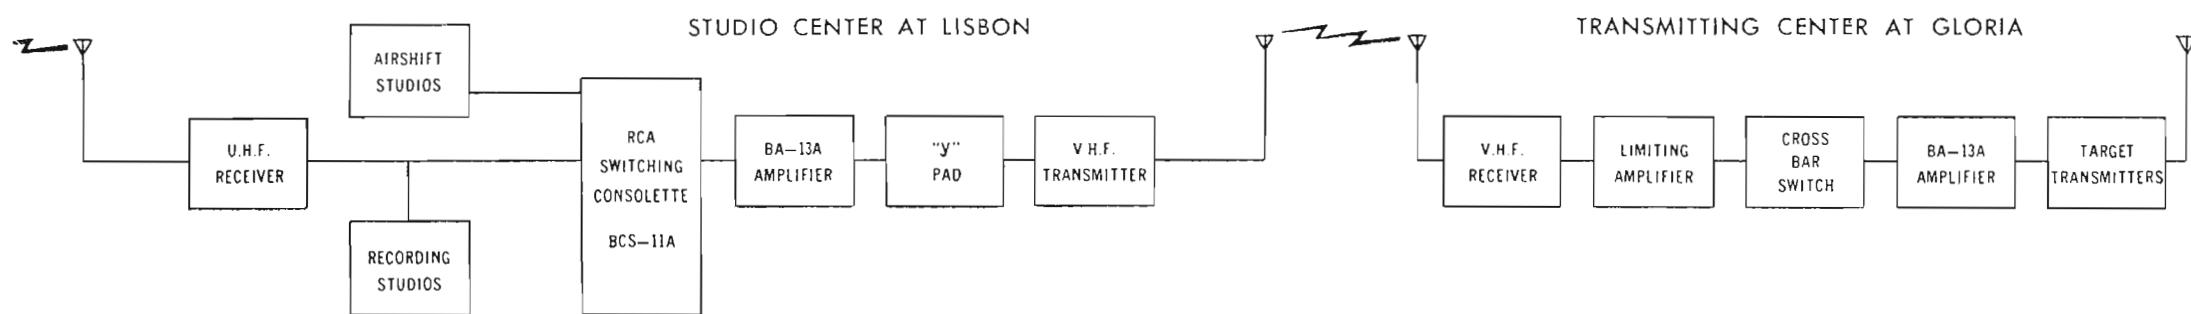 STUDIO CENTER AT LISBON
TRANSMITTING CENTER AT GLORIA
AIRSHIFT
STUDIOS
U.H.F.
RECEIVER
RECORDING
STUDIOS
RCA
SWITCHING
CONSOLETTE
BCS-11A
BA-13A
AMPLIFIER
"Y"
PAD
V.H.F.
TRANSMITTER
V.H.F.
RECEIVER
LIMITING
AMPLIFIER
CROSS
BAR
SWITCH
BA-13A
AMPLIFIER
TARGET
TRANSMITTERS